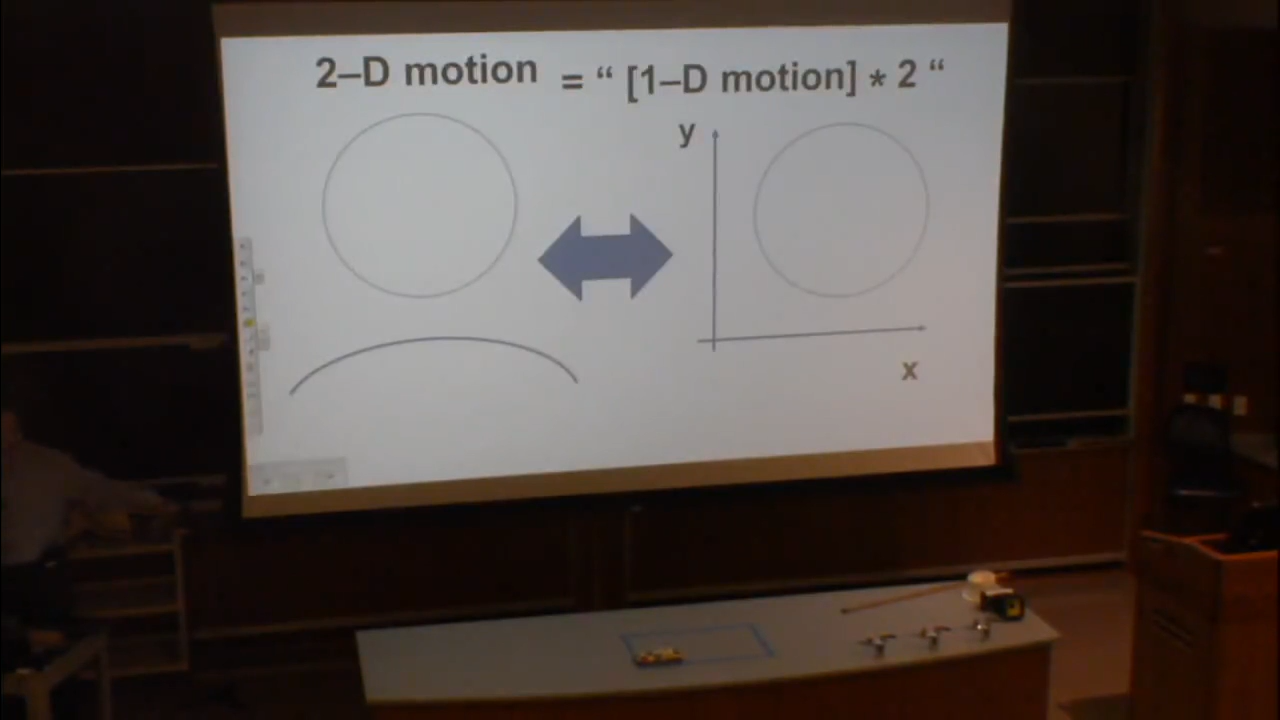 2–D motion = “ [1–D motion] * 2 “
y
x